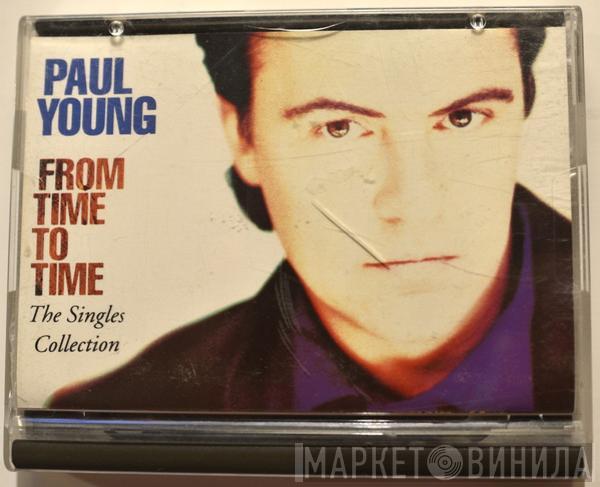 PAUL
YOUNG
FROM
TIME
TO
TIME
The Singles
Collection
МАРКЕТ ВИНИЛА